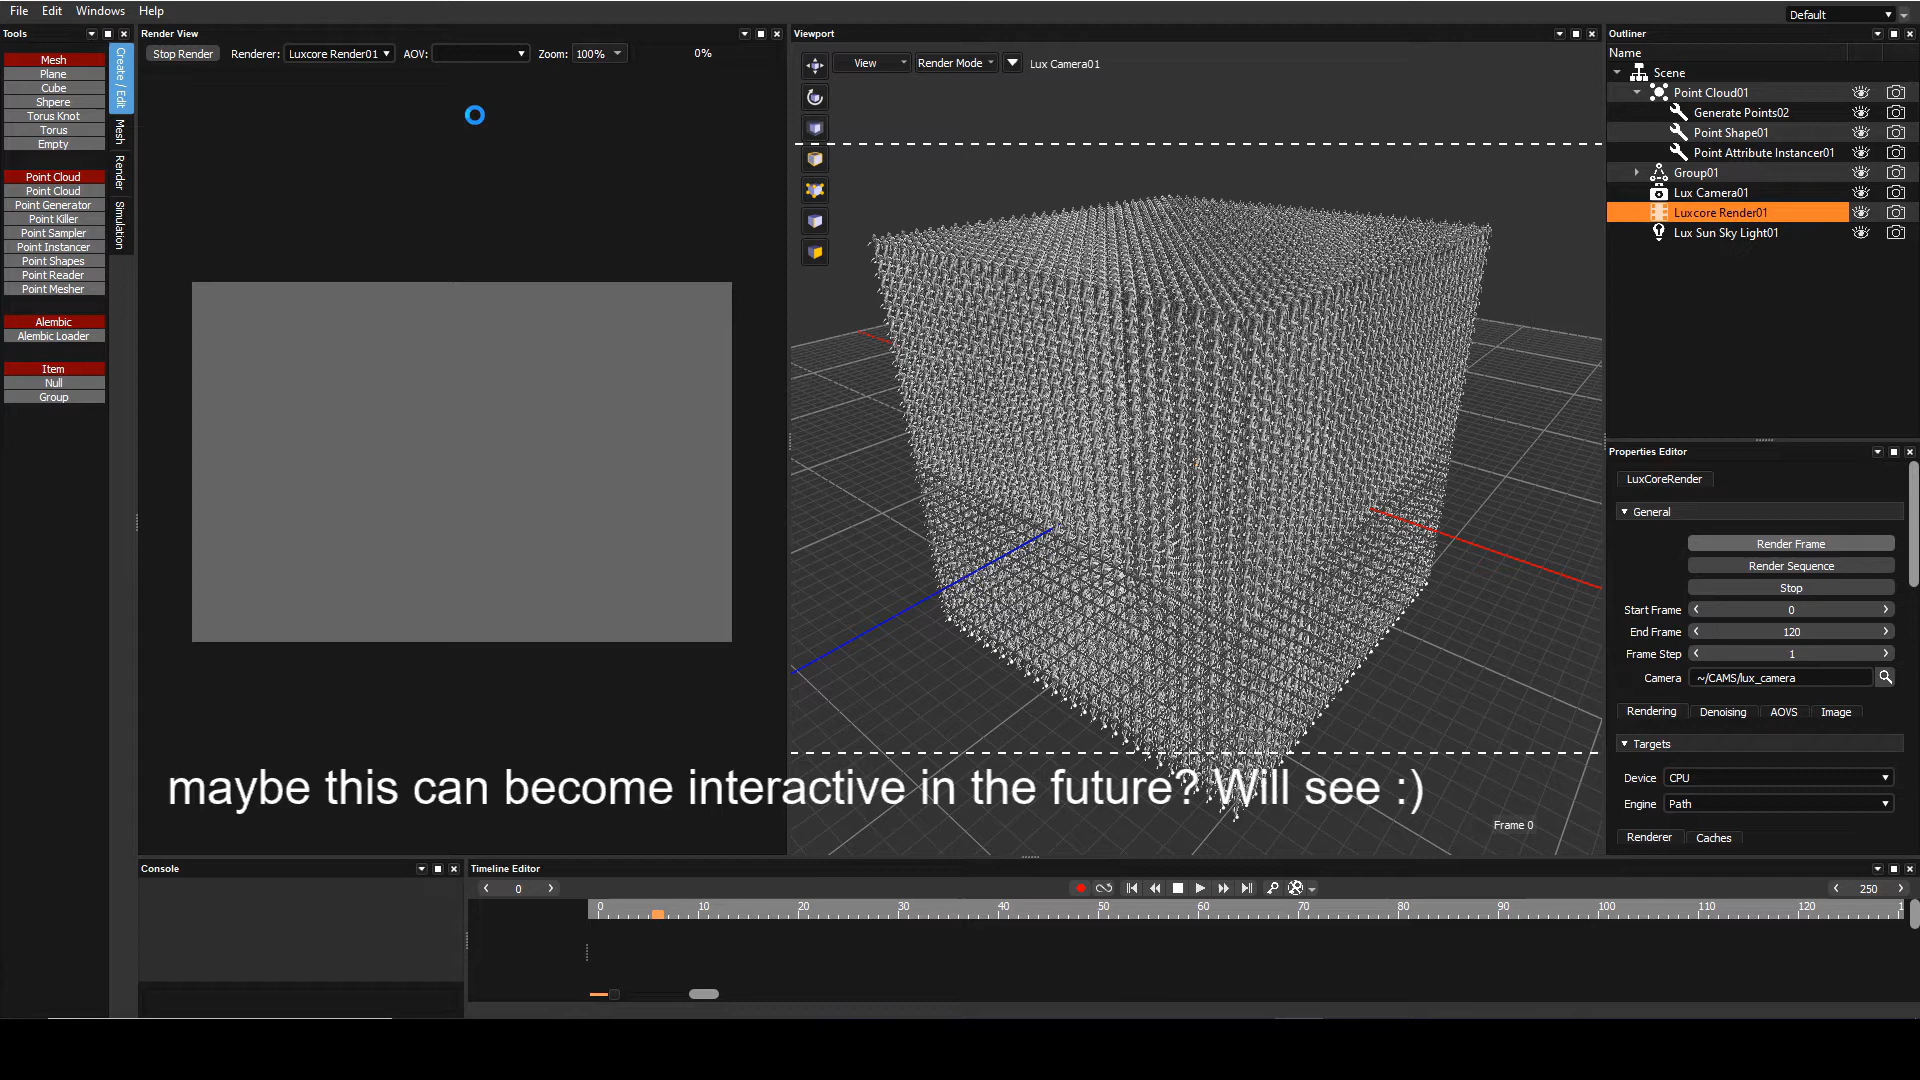 File Edit Windows Help
Default
Tools
Mesh
Plane
Cube
Shpere
Torus Knot
Torus
Empty
Point Cloud
Point Cloud
Point Generator
Point Killer
Point Sampler
Point Instancer
Point Shapes
Point Reader
Point Mesher
Alembic
Alembic Loader
Item
Null
Group
Create / Edit
Mesh
Render
Simulation
Render View
Stop Render Renderer: Luxcore Render01 AOV: Zoom: 100% 0%
Viewport
View Render Mode Lux Camera01
Frame 0
maybe this can become interactive in the future? Will see :)
Outliner
Name
Scene
Point Cloud01
Generate Points02
Point Shape01
Point Attribute Instancer01
Group01
Lux Camera01
Luxcore Render01
Lux Sun Sky Light01
Properties Editor
LuxCoreRender
General
Render Frame
Render Sequence
Stop
Start Frame 0
End Frame 120
Frame Step 1
Camera ~/CAMS/lux_camera
Rendering Denoising AOVS Image
Targets
Device CPU
Engine Path
Renderer Caches
Console
Timeline Editor
0 250
0 10 20 30 40 50 60 70 80 90 100 110 120 1